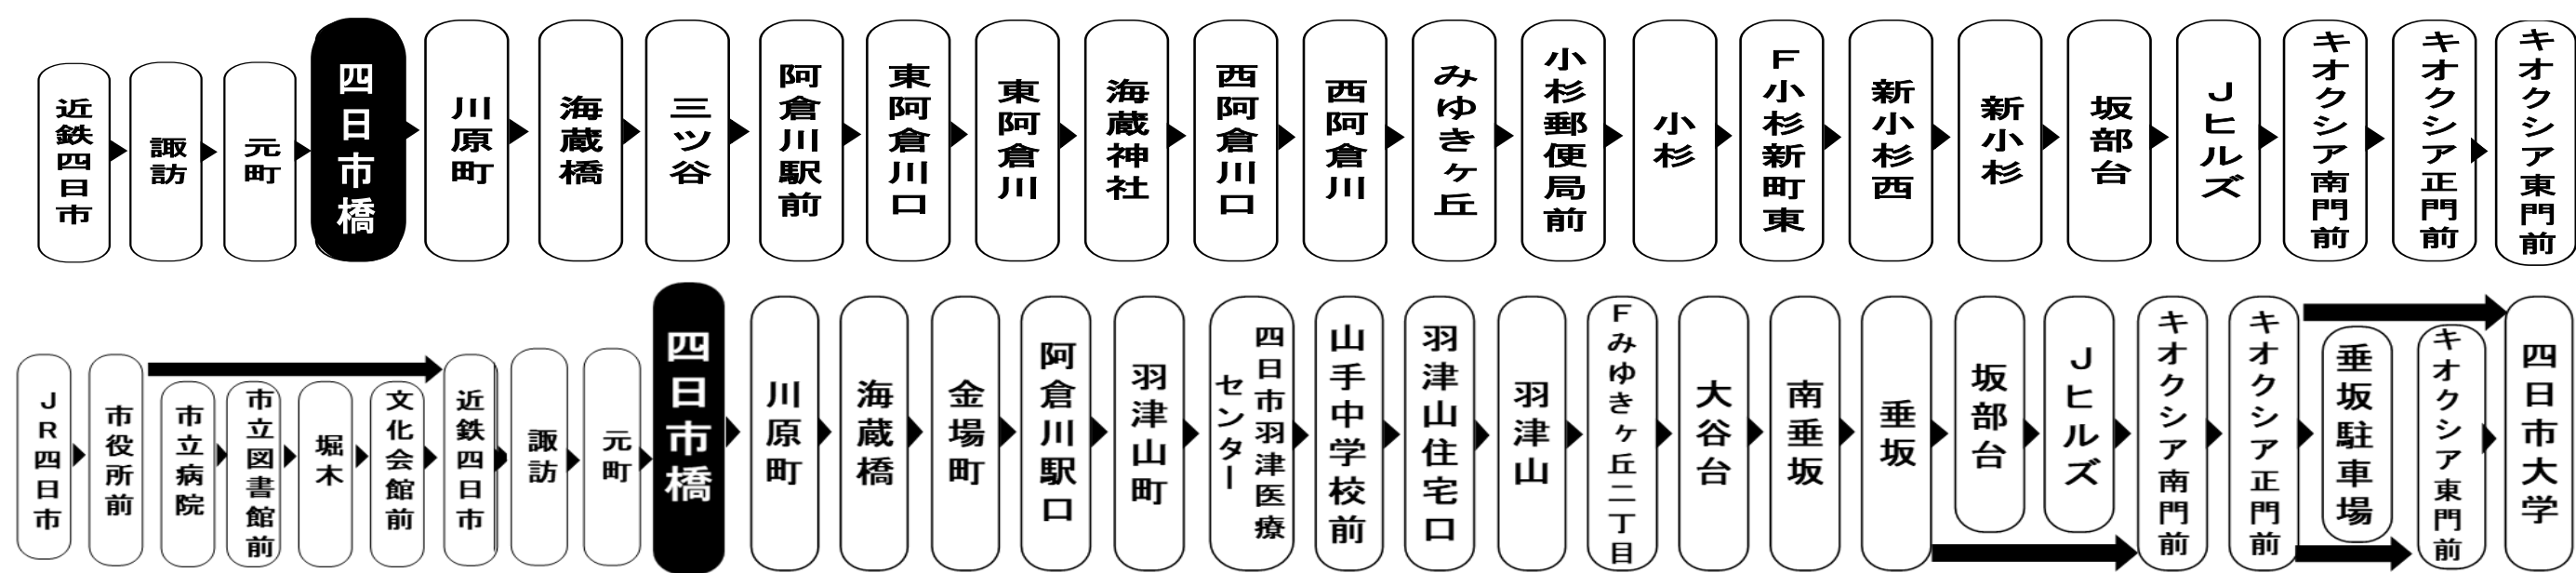 近鉄四日市
諏訪
元町
四日市橋
川原町
海蔵橋
三ツ谷
阿倉川駅前
東阿倉川口
東阿倉川
海蔵神社
西阿倉川口
西阿倉川
みゆきヶ丘
小杉郵便局前
小杉
F小杉新町東
新小杉西
新小杉
坂部台
Jヒルズ
キオクシア南門前
キオクシア正門前
キオクシア東門前
JR四日市
市役所前
市立病院
市立図書館前
堀木
文化会館前
近鉄四日市
諏訪
元町
四日市橋
川原町
海蔵橋
金場町
阿倉川駅口
羽津山町
四日市羽津医療
センター
山手中学校前
羽津山住宅口
羽津山
Fみゆきヶ丘二丁目
大谷台
南垂坂
垂坂
坂部台
Jヒルズ
キオクシア南門前
キオクシア正門前
垂坂駐車場
キオクシア東門前
四日市大学